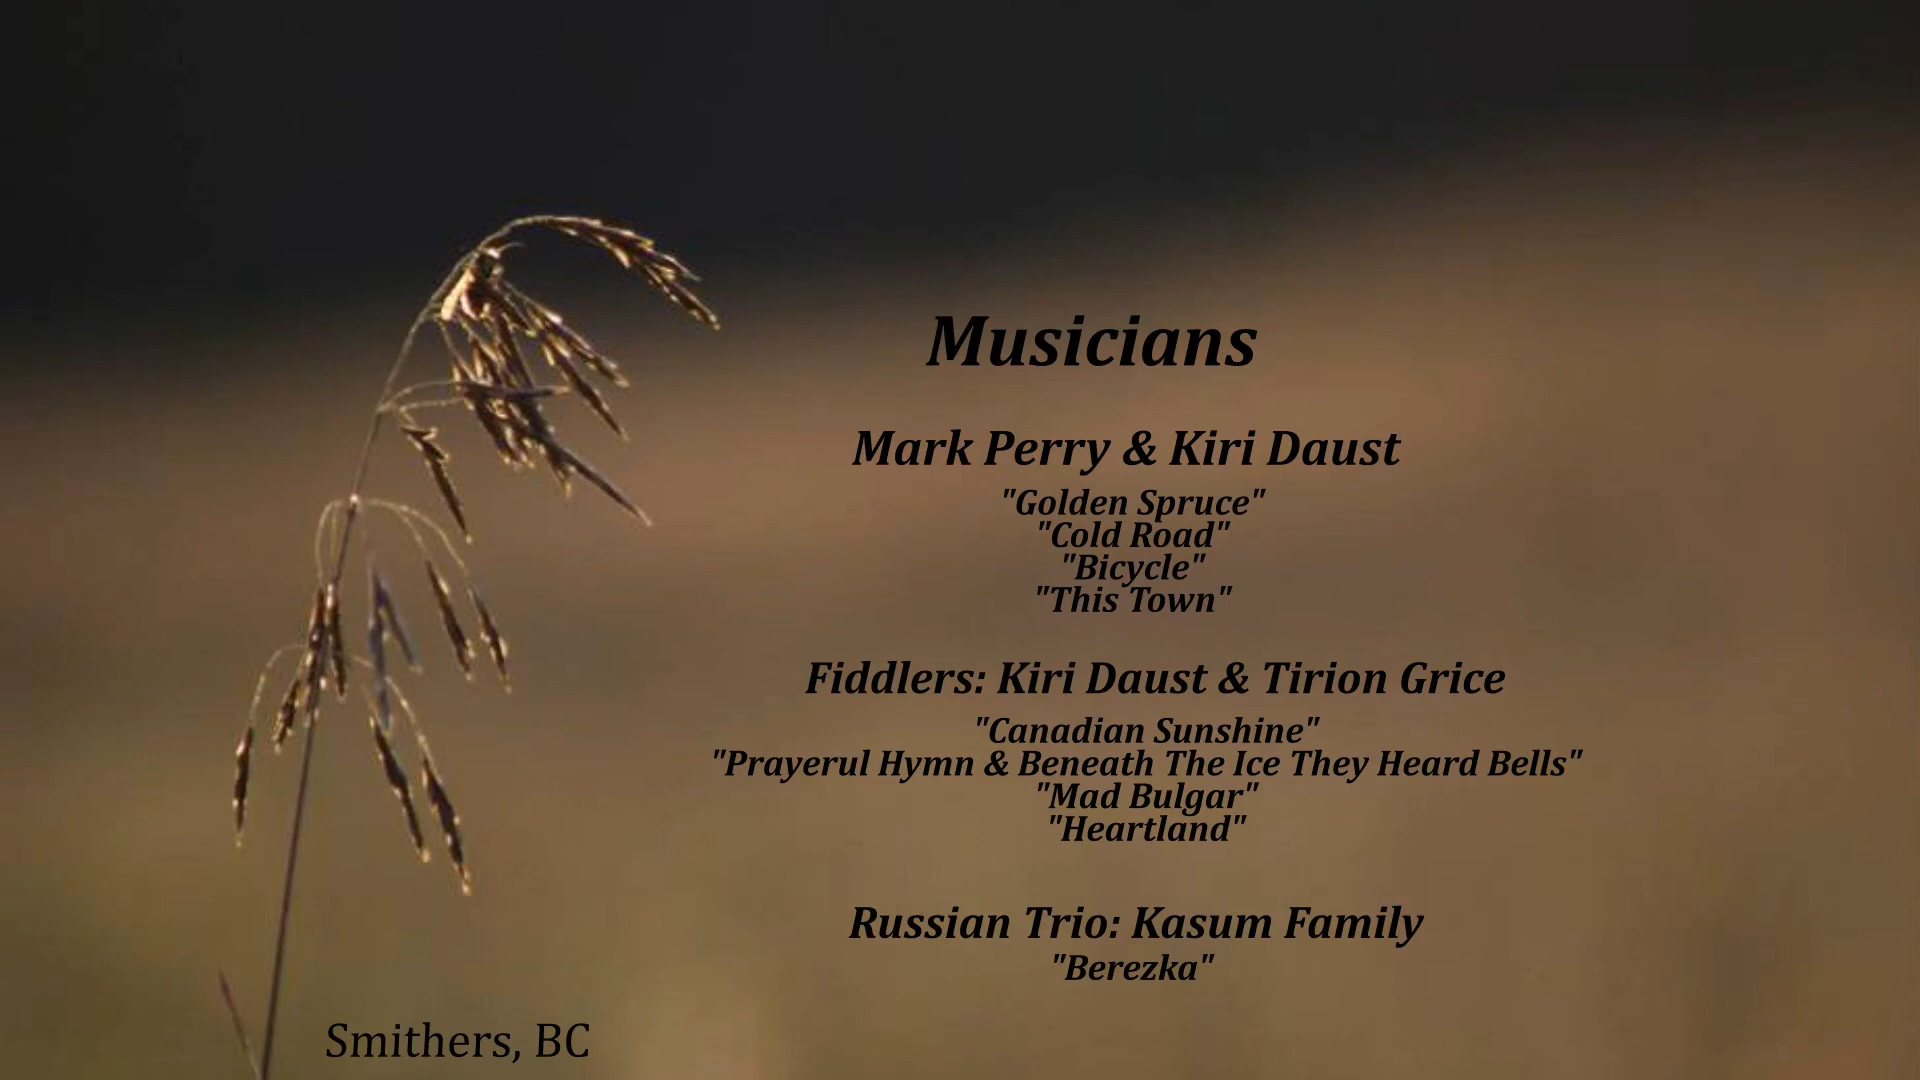 Musicians
Mark Perry & Kiri Daust
"Golden Spruce"
"Cold Road"
"Bicycle"
"This Town"
Fiddlers: Kiri Daust & Tirion Grice
"Canadian Sunshine"
"Prayerul Hymn & Beneath The Ice They Heard Bells"
"Mad Bulgar"
"Heartland"
Russian Trio: Kasum Family
"Berezka"
Smithers, BC